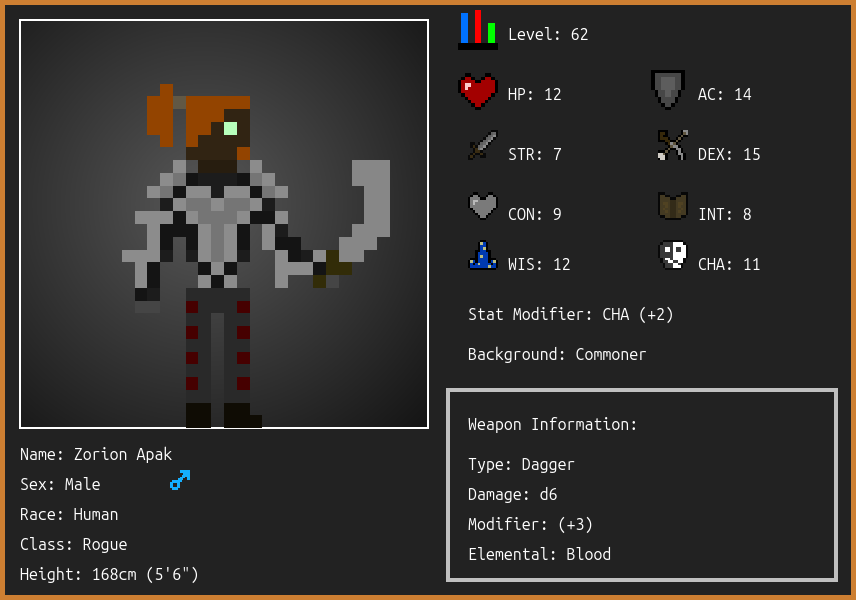 Level: 62
HP: 12
AC: 14
STR: 7
DEX: 15
CON: 9
INT: 8
WIS: 12
CHA: 11
Stat Modifier: CHA (+2)
Background: Commoner
Weapon Information:
Type: Dagger
Damage: d6
Modifier: (+3)
Elemental: Blood
Name: Zorion Apak
Sex: Male
Race: Human
Class: Rogue
Height: 168cm (5'6")